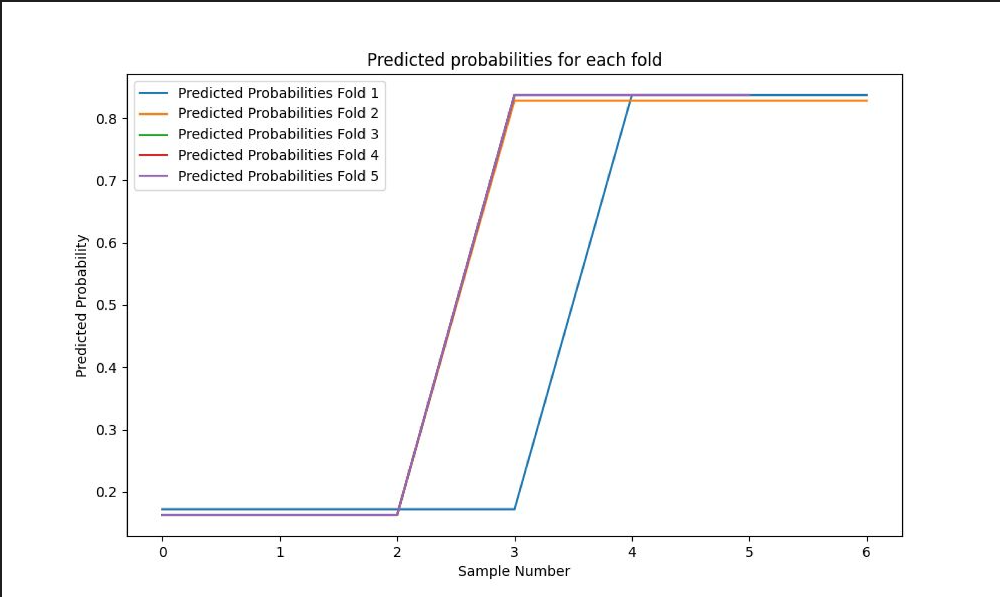 Predicted probabilities for each fold
Predicted Probabilities Fold 1
Predicted Probabilities Fold 2
Predicted Probabilities Fold 3
Predicted Probabilities Fold 4
Predicted Probabilities Fold 5
Predicted Probability
0.8
0.7
0.6
0.5
0.4
0.3
0.2
0 1 2 3 4 5 6
Sample Number